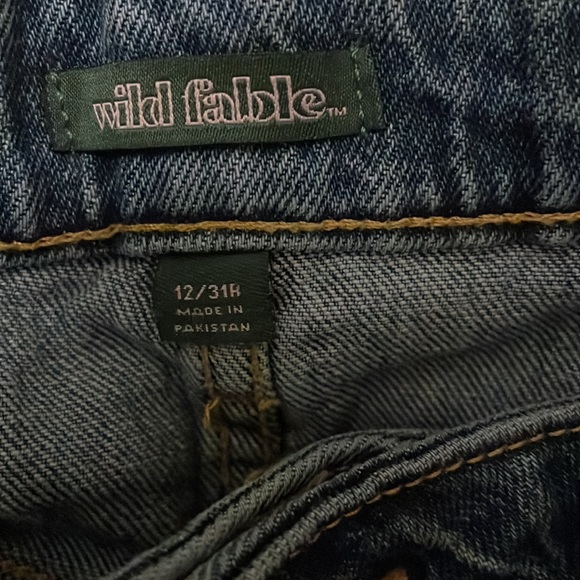 wild fable™
12/31R
MADE IN
PAKISTAN